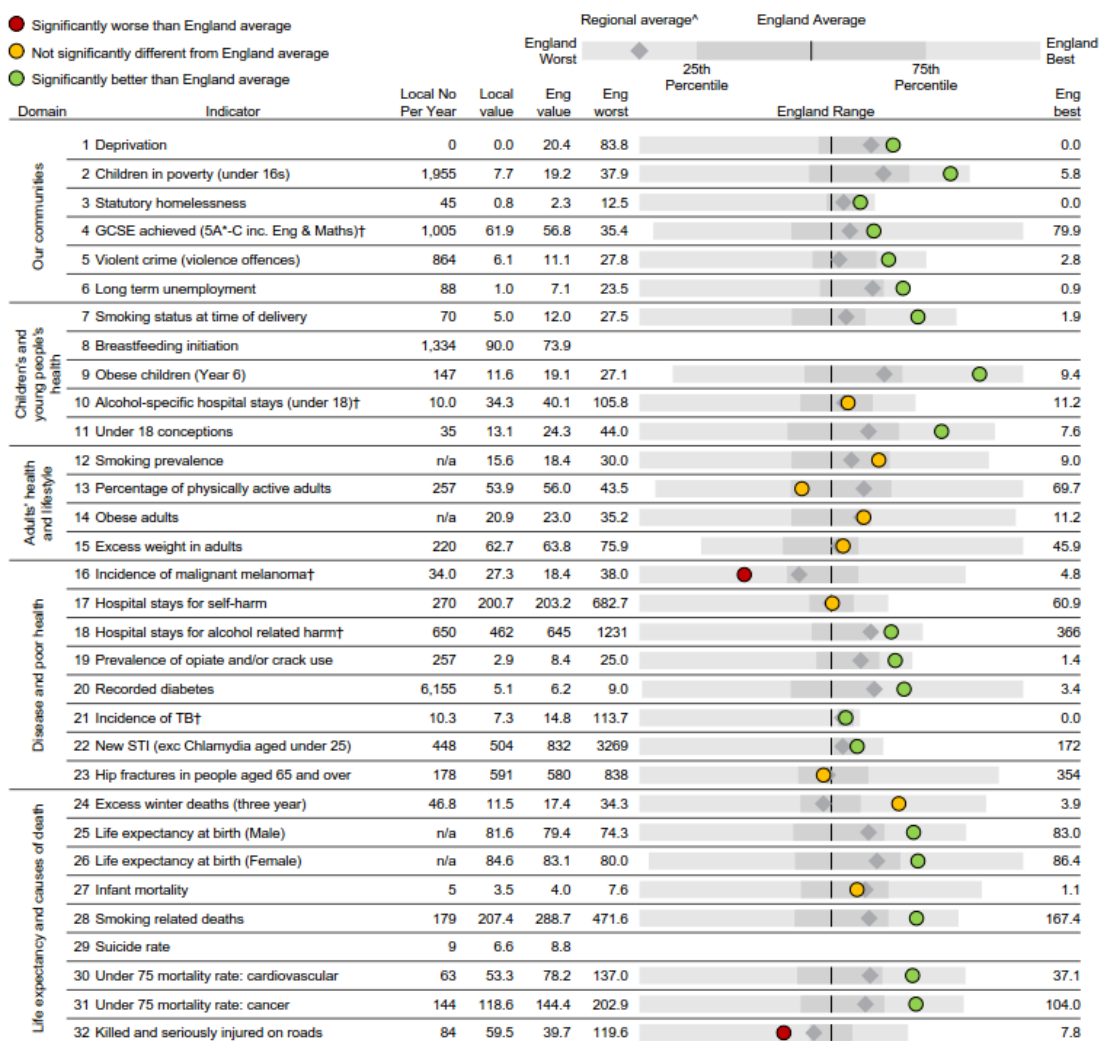 Significantly worse than England average
Not significantly different from England average
Significantly better than England average
Regional average^ England Average
England Worst England Best
25th Percentile 75th Percentile
Domain Indicator Local No Per Year Local value Eng value Eng worst England Range Eng best
Our communities
1 Deprivation 0 0.0 20.4 83.8 0.0
2 Children in poverty (under 16s) 1,955 7.7 19.2 37.9 5.8
3 Statutory homelessness 45 0.8 2.3 12.5 0.0
4 GCSE achieved (5A*-C inc. Eng & Maths)† 1,005 61.9 56.8 35.4 79.9
5 Violent crime (violence offences) 864 6.1 11.1 27.8 2.8
6 Long term unemployment 88 1.0 7.1 23.5 0.9
Children's and young people's health
7 Smoking status at time of delivery 70 5.0 12.0 27.5 1.9
8 Breastfeeding initiation 1,334 90.0 73.9
9 Obese children (Year 6) 147 11.6 19.1 27.1 9.4
10 Alcohol-specific hospital stays (under 18)† 10.0 34.3 40.1 105.8 11.2
11 Under 18 conceptions 35 13.1 24.3 44.0 7.6
Adults' health and lifestyle
12 Smoking prevalence n/a 15.6 18.4 30.0 9.0
13 Percentage of physically active adults 257 53.9 56.0 43.5 69.7
14 Obese adults n/a 20.9 23.0 35.2 11.2
15 Excess weight in adults 220 62.7 63.8 75.9 45.9
Disease and poor health
16 Incidence of malignant melanoma† 34.0 27.3 18.4 38.0 4.8
17 Hospital stays for self-harm 270 200.7 203.2 682.7 60.9
18 Hospital stays for alcohol related harm† 650 462 645 1231 366
19 Prevalence of opiate and/or crack use 257 2.9 8.4 25.0 1.4
20 Recorded diabetes 6,155 5.1 6.2 9.0 3.4
21 Incidence of TB† 10.3 7.3 14.8 113.7 0.0
22 New STI (exc Chlamydia aged under 25) 448 504 832 3269 172
23 Hip fractures in people aged 65 and over 178 591 580 838 354
Life expectancy and causes of death
24 Excess winter deaths (three year) 46.8 11.5 17.4 34.3 3.9
25 Life expectancy at birth (Male) n/a 81.6 79.4 74.3 83.0
26 Life expectancy at birth (Female) n/a 84.6 83.1 80.0 86.4
27 Infant mortality 5 3.5 4.0 7.6 1.1
28 Smoking related deaths 179 207.4 288.7 471.6 167.4
29 Suicide rate 9 6.6 8.8
30 Under 75 mortality rate: cardiovascular 63 53.3 78.2 137.0 37.1
31 Under 75 mortality rate: cancer 144 118.6 144.4 202.9 104.0
32 Killed and seriously injured on roads 84 59.5 39.7 119.6 7.8